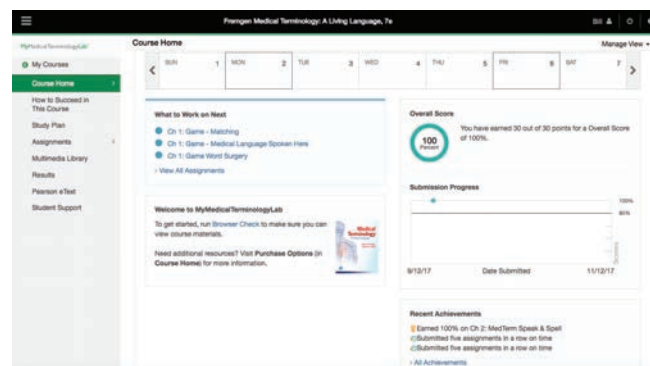 Fremgen Medical Terminology: A Living Language, 7e
Bill
MyMedicalTerminologyLab
Course Home
Manage View
My Courses
Course Home
How to Succeed in
This Course
Study Plan
Assignments
Multimedia Library
Results
Pearson eText
Student Support
SUN 1 MON 2 TUE 3 WED 4 THU 5 FRI 6 SAT 7
What to Work on Next
Ch 1: Game - Matching
Ch 1: Game - Medical Language Spoken Here
Ch 1: Game Word Surgery
› View All Assignments
Welcome to MyMedicalTerminologyLab
To get started, run Browser Check to make sure you can
view course materials.
Need additional resources? Visit Purchase Options (in
Course Home) for more information.
Medical
Terminology
Overall Score
100
Percent
You have earned 30 out of 30 points for a Overall Score
of 100%.
Submission Progress
100%
80%
Scores
9/12/17 Date Submitted 11/12/17
Recent Achievements
Earned 100% on Ch 2: MedTerm Speak & Spell
Submitted five assignments in a row on time
Submitted five assignments in a row on time
› All Achievements